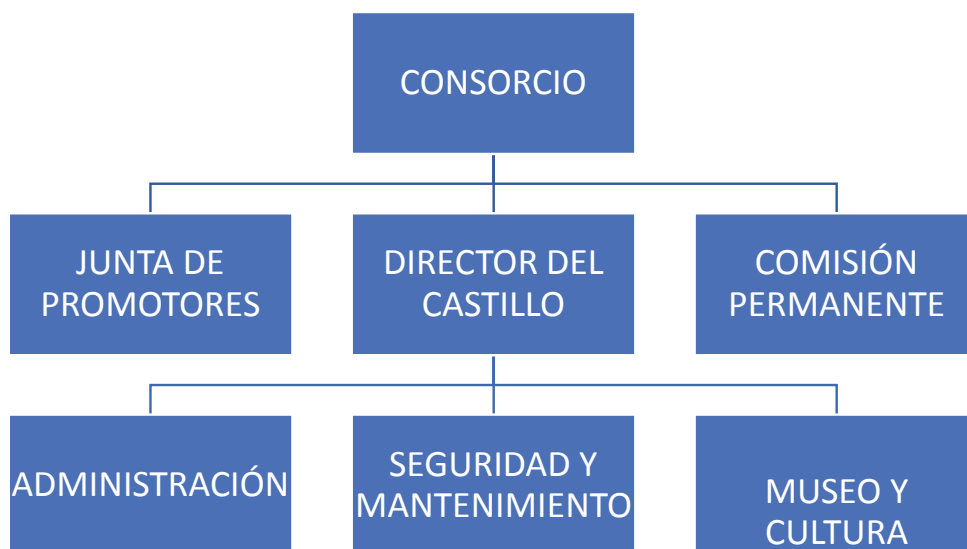 CONSORCIO
JUNTA DE
PROMOTORES
DIRECTOR DEL
CASTILLO
COMISIÓN
PERMANENTE
ADMINISTRACIÓN
SEGURIDAD Y
MANTENIMIENTO
MUSEO Y
CULTURA